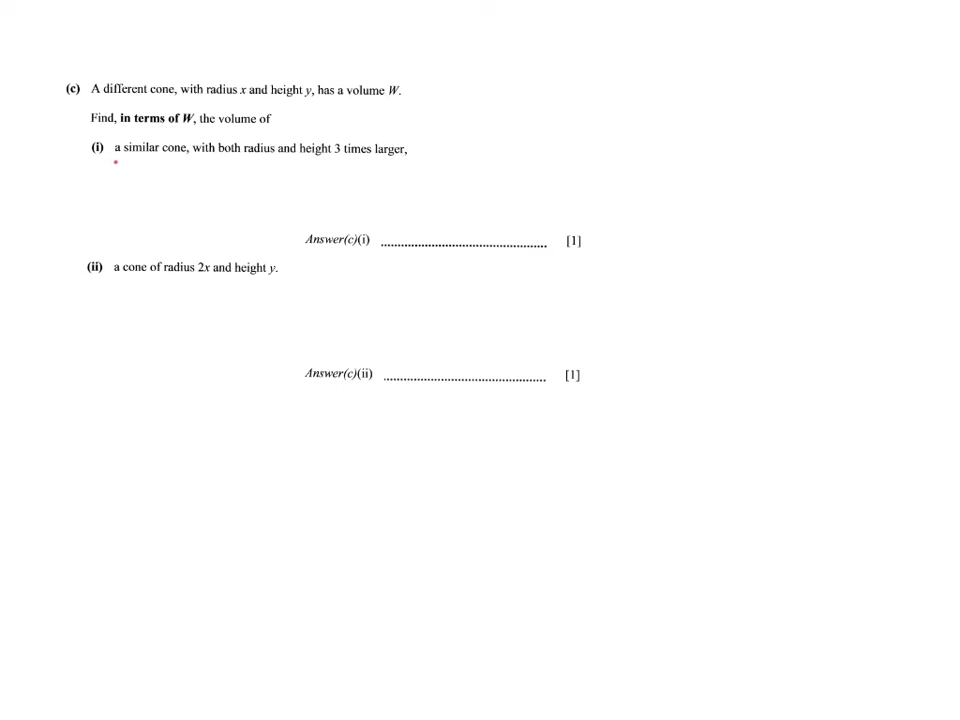 (c) A different cone, with radius x and height y, has a volume W.
Find, in terms of W, the volume of
(i) a similar cone, with both radius and height 3 times larger,
Answer(c)(i) .................................................. [1]
(ii) a cone of radius 2x and height y.
Answer(c)(ii) .................................................. [1]